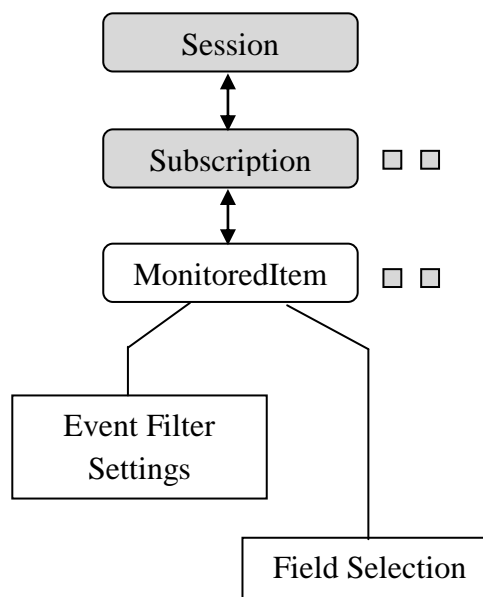 Session
Subscription
MonitoredItem
Event Filter
Settings
Field Selection